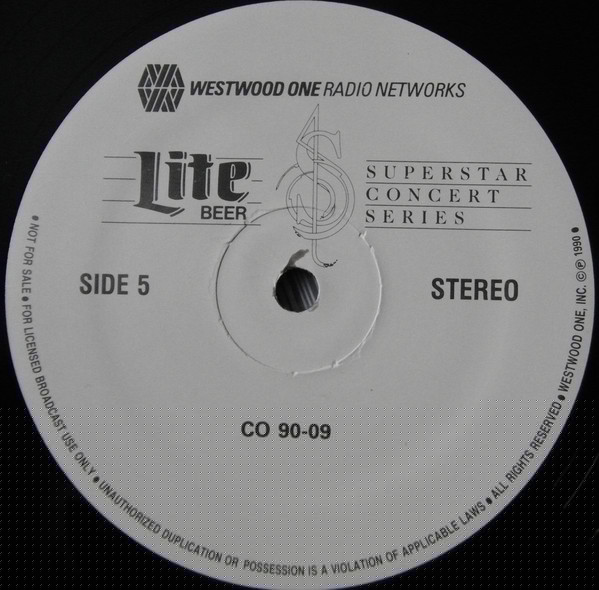 WESTWOOD ONE RADIO NETWORKS
Lite
BEER
SUPERSTAR
CONCERT
SERIES
SIDE 5
STEREO
CO 90-09
● NOT FOR SALE ● FOR LICENSED BROADCAST USE ONLY ● UNAUTHORIZED DUPLICATION OR POSSESSION IS A VIOLATION OF APPLICABLE LAWS ● ALL RIGHTS RESERVED ● WESTWOOD ONE, INC. © ℗ 1990 ●